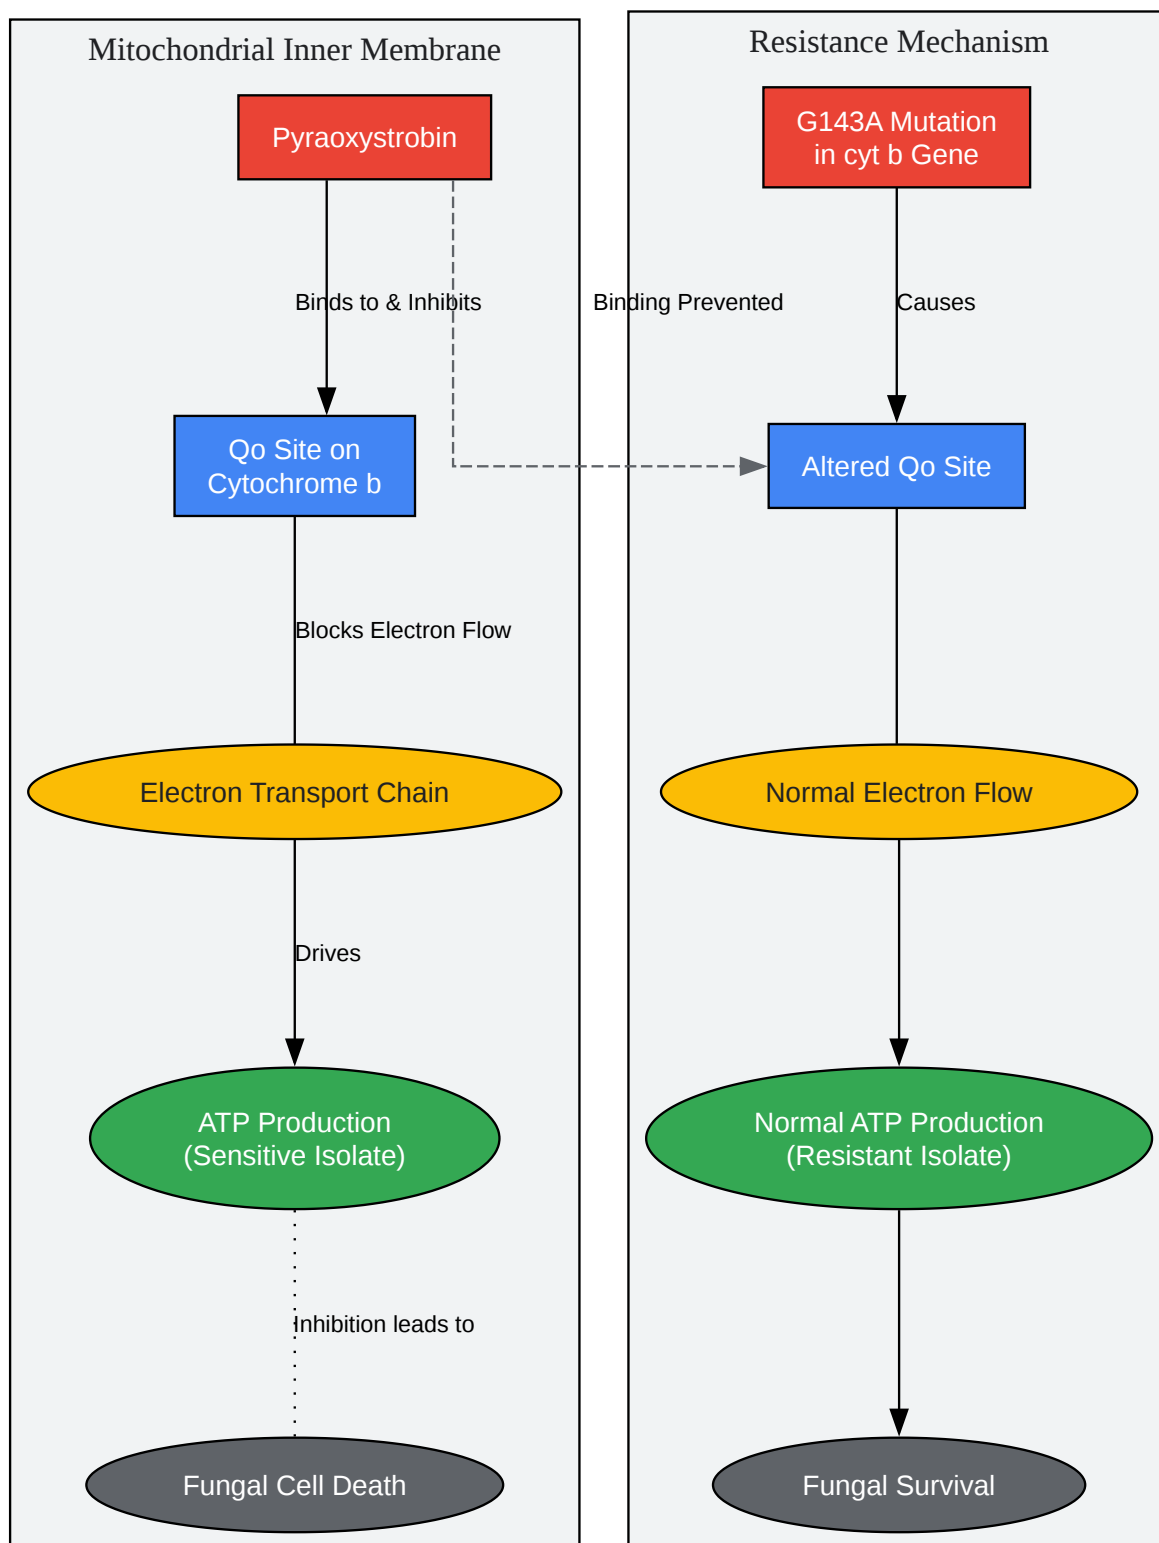 Mitochondrial Inner Membrane
Pyraoxystrobin
Binds to & Inhibits
Qo Site on
Cytochrome b
Blocks Electron Flow
Electron Transport Chain
Drives
ATP Production
(Sensitive Isolate)
Inhibition leads to
Fungal Cell Death
Binding Prevented
Resistance Mechanism
G143A Mutation
in cyt b Gene
Causes
Altered Qo Site
Normal Electron Flow
Normal ATP Production
(Resistant Isolate)
Fungal Survival